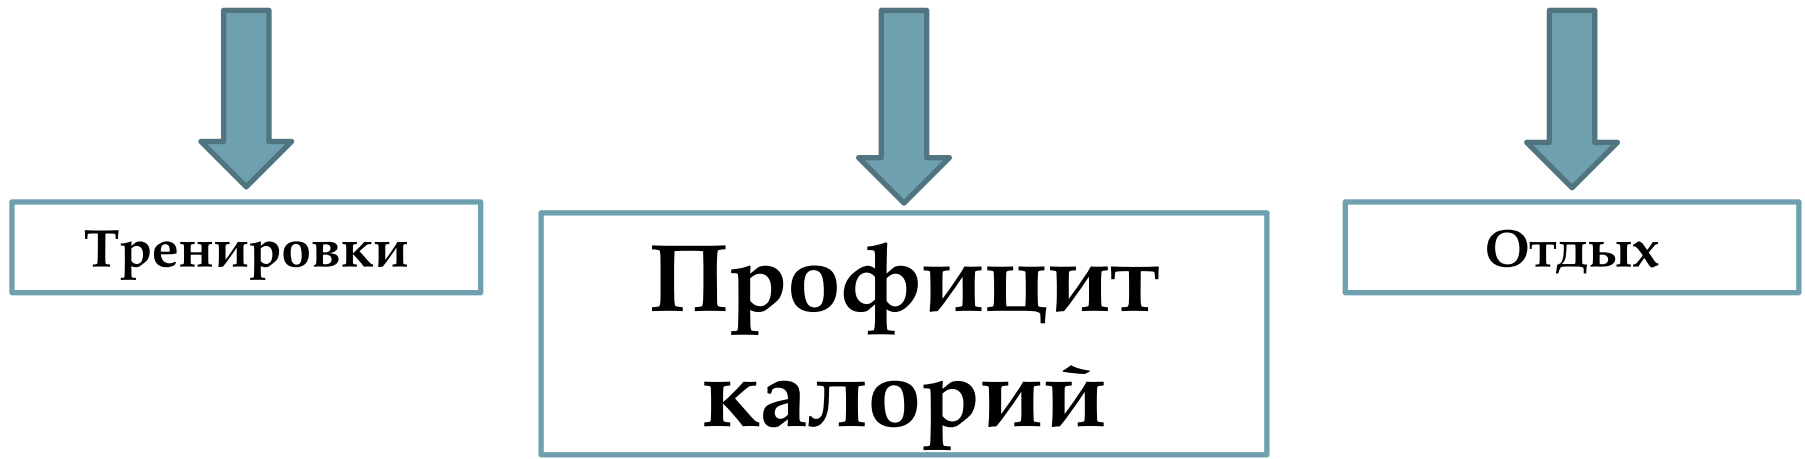 Тренировки
Профицит
калорий
Отдых